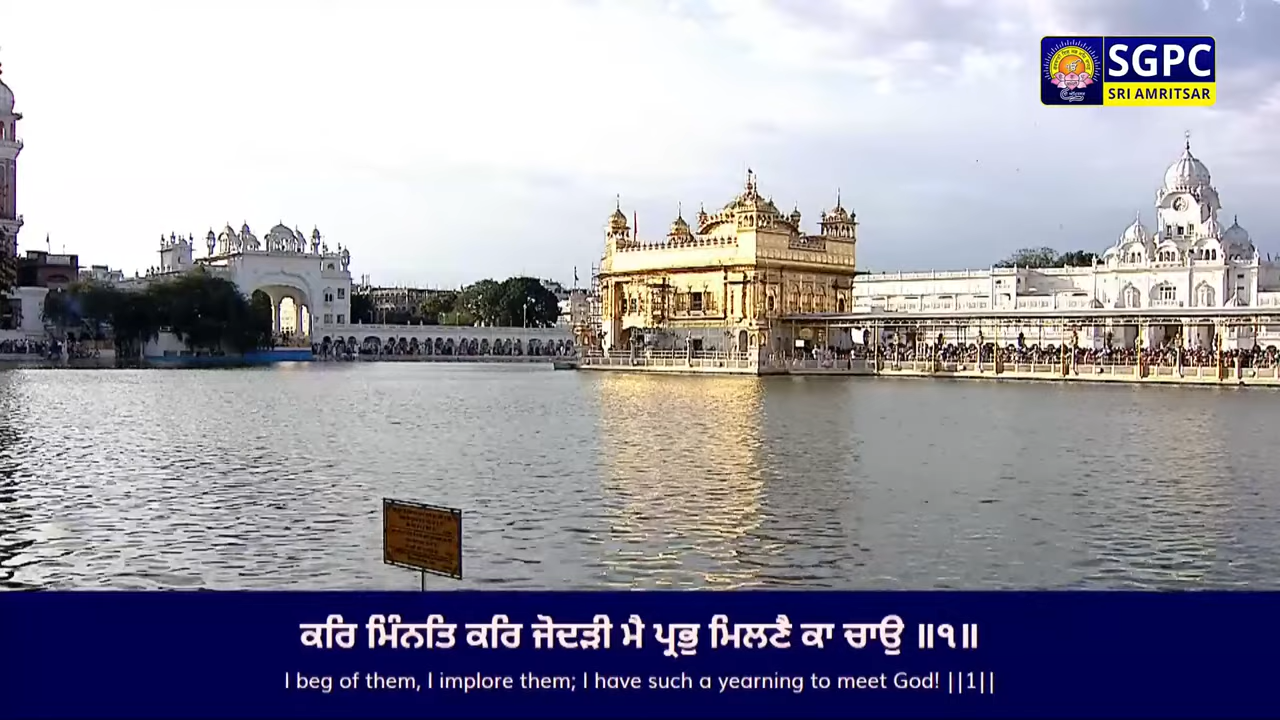 SGPC
SRI AMRITSAR
ਕਰਿ ਮਿੰਨਤਿ ਕਰਿ ਜੋਦੜੀ ਮੈ ਪ੍ਰਭੁ ਮਿਲਣੈ ਕਾ ਚਾਉ ॥੧॥
I beg of them, I implore them; I have such a yearning to meet God! ||1||